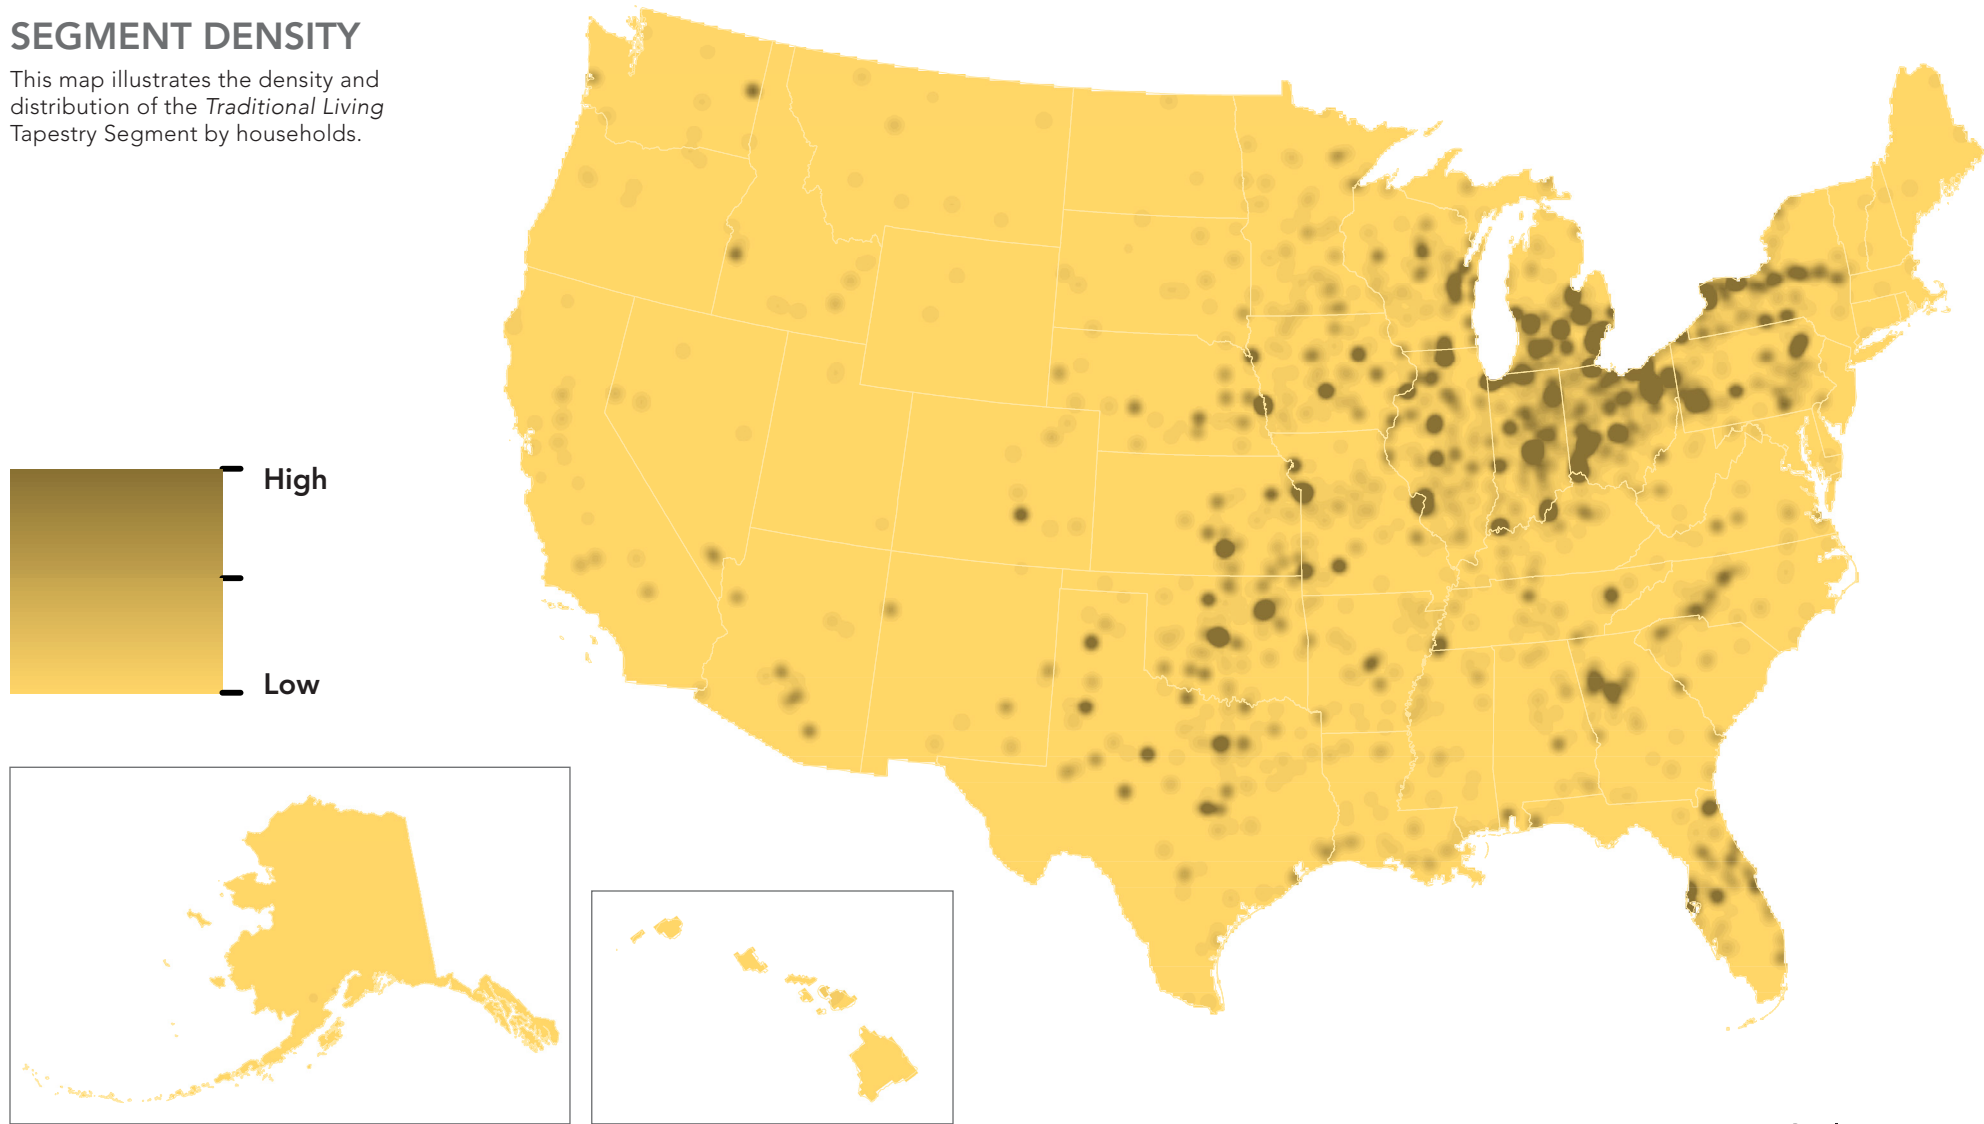 SEGMENT DENSITY
This map illustrates the density and
distribution of the Traditional Living
Tapestry Segment by households.
High
Low